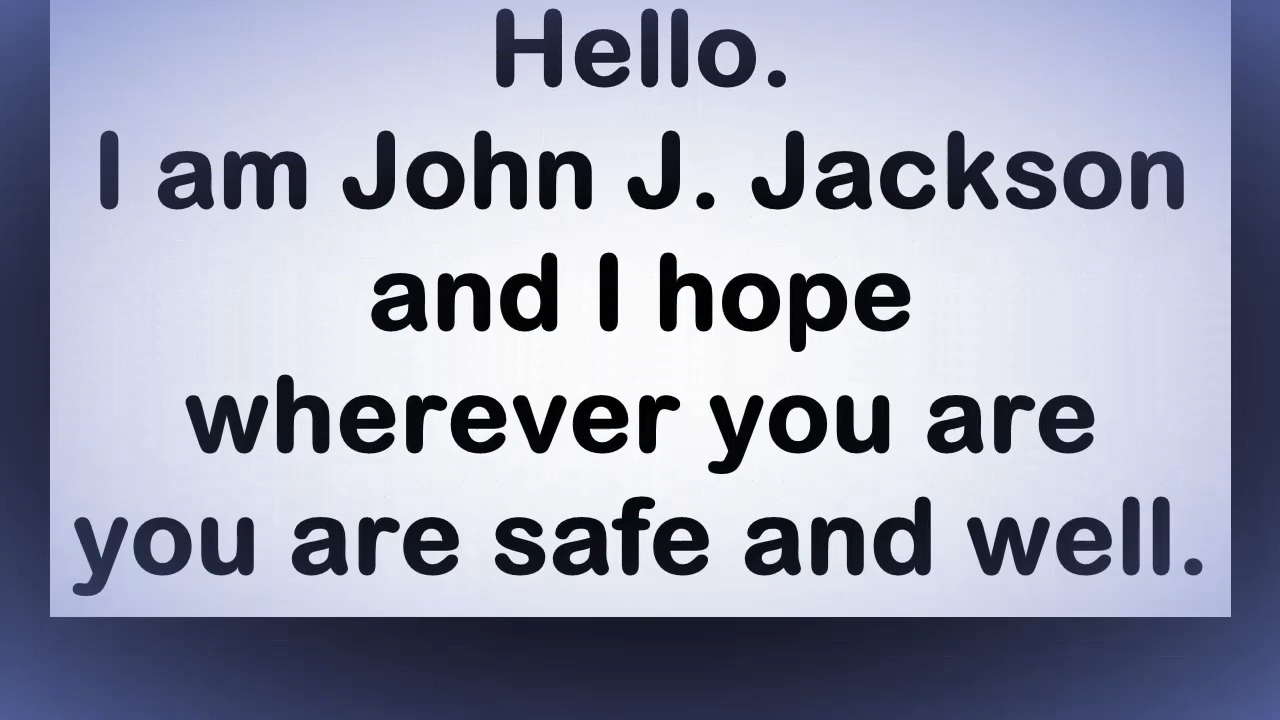 Hello.
I am John J. Jackson
and I hope
wherever you are
you are safe and well.